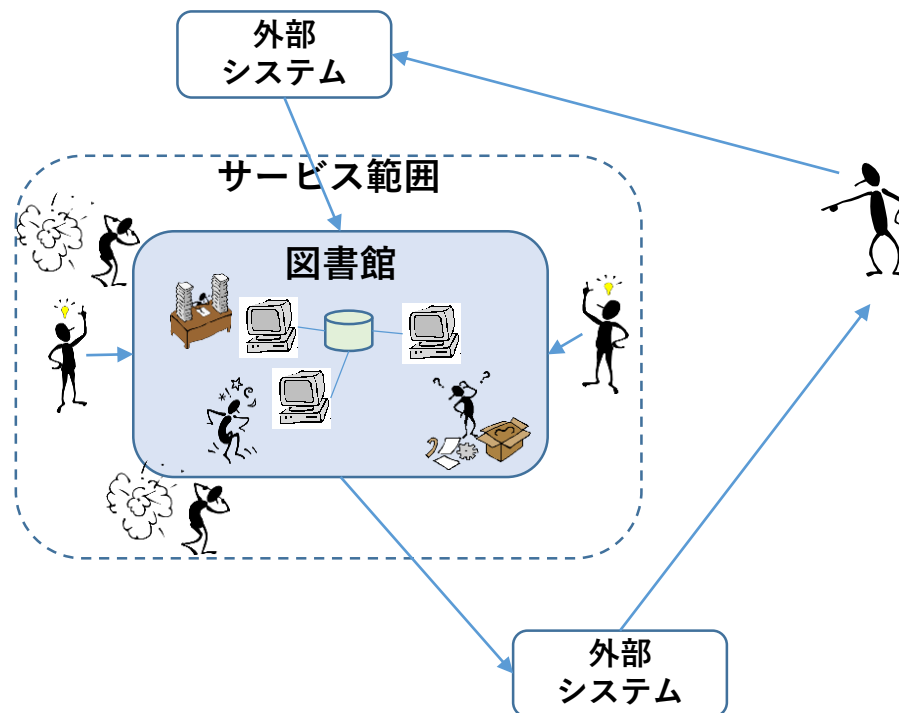 外部
システム
サービス範囲
図書館
外部
システム